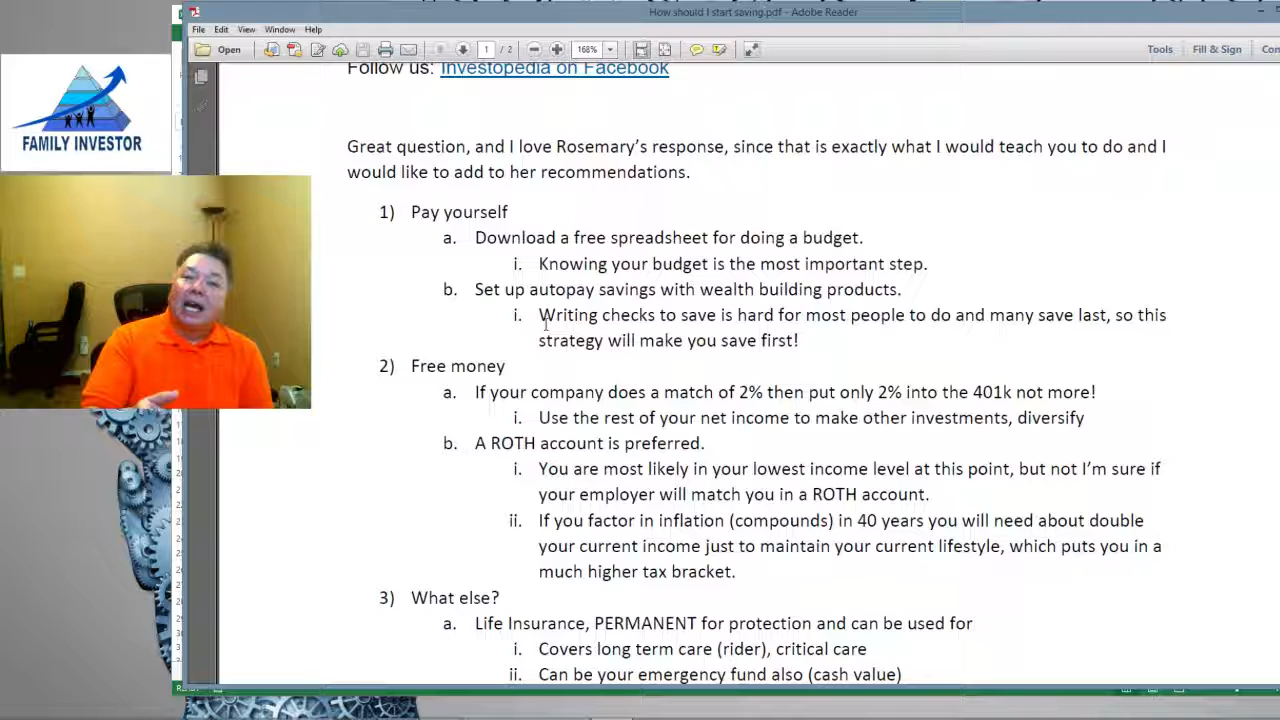 How should I start saving.pdf - Adobe Reader
File Edit View Window Help
Open 1 / 2 168% Tools Fill & Sign
Follow us: Investopedia on Facebook
FAMILY INVESTOR
Great question, and I love Rosemary's response, since that is exactly what I would teach you to do and I
would like to add to her recommendations.
1) Pay yourself
a. Download a free spreadsheet for doing a budget.
i. Knowing your budget is the most important step.
b. Set up autopay savings with wealth building products.
i. Writing checks to save is hard for most people to do and many save last, so this
strategy will make you save first!
2) Free money
a. If your company does a match of 2% then put only 2% into the 401k not more!
i. Use the rest of your net income to make other investments, diversify
b. A ROTH account is preferred.
i. You are most likely in your lowest income level at this point, but not I'm sure if
your employer will match you in a ROTH account.
ii. If you factor in inflation (compounds) in 40 years you will need about double
your current income just to maintain your current lifestyle, which puts you in a
much higher tax bracket.
3) What else?
a. Life Insurance, PERMANENT for protection and can be used for
i. Covers long term care (rider), critical care
ii. Can be your emergency fund also (cash value)